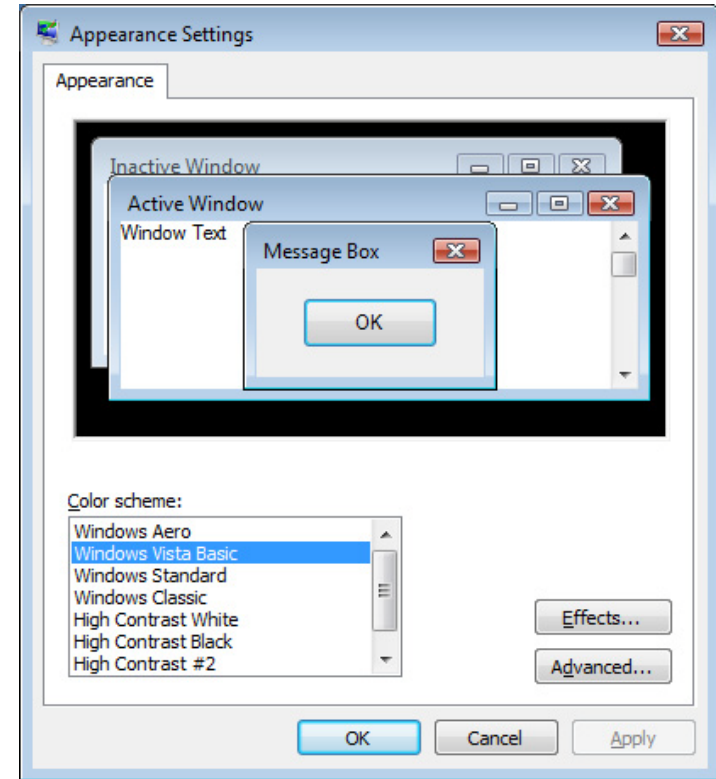 Appearance Settings
Appearance
Inactive Window
Active Window
Window Text
Message Box
OK
Color scheme:
Windows Aero
Windows Vista Basic
Windows Standard
Windows Classic
High Contrast White
High Contrast Black
High Contrast #2
Effects...
Advanced...
OK Cancel Apply